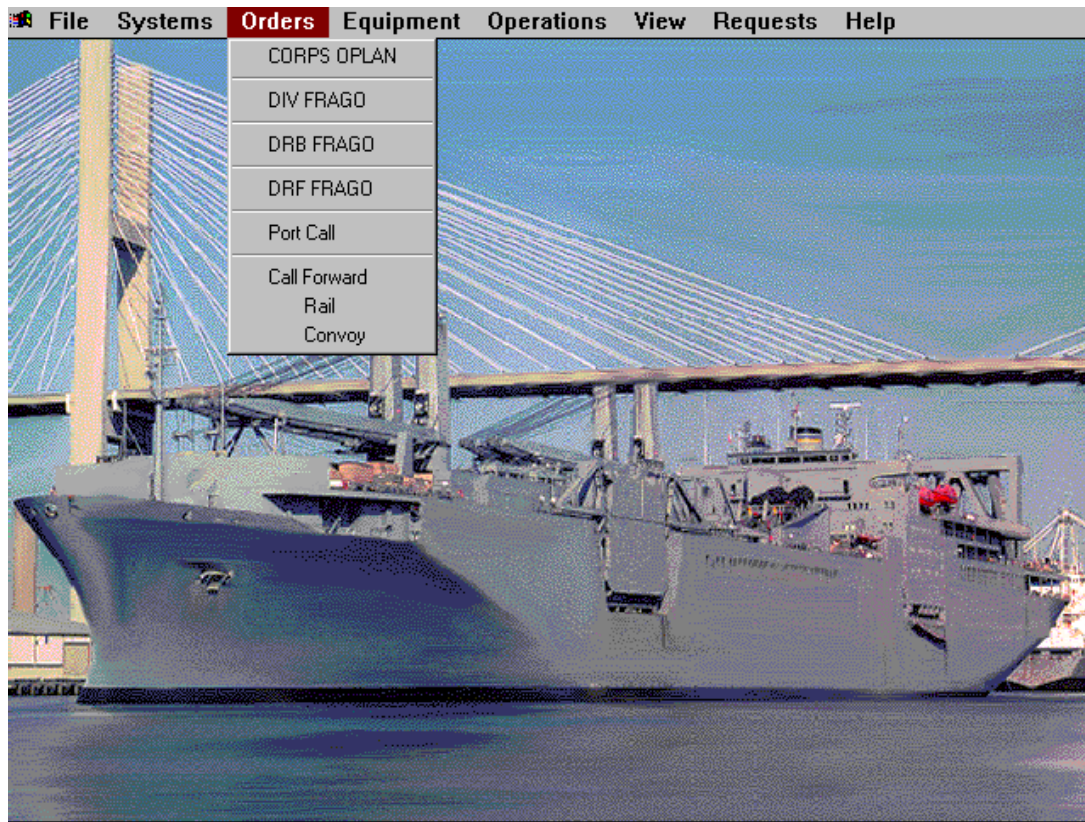 File Systems Orders Equipment Operations View Requests Help
CORPS OPLAN
DIV FRAGO
DRB FRAGO
DRF FRAGO
Port Call
Call Forward
Rail
Convoy